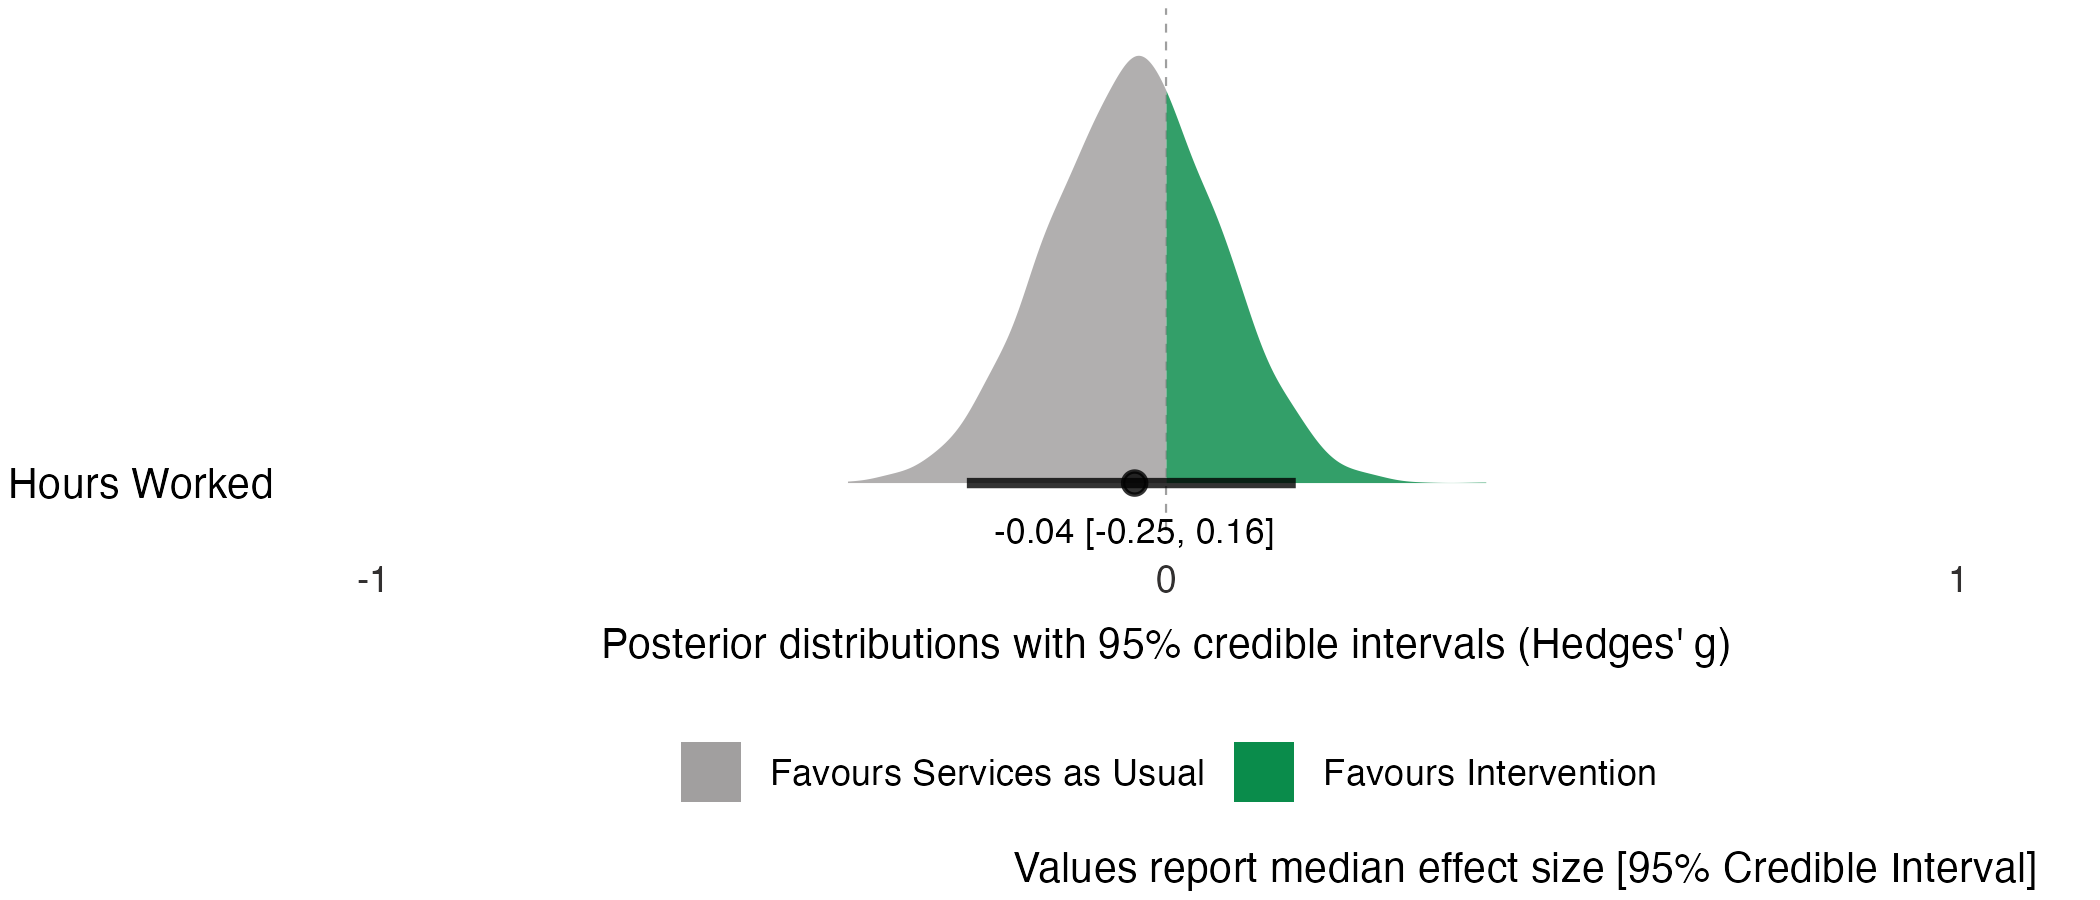 Hours Worked
-0.04 [-0.25, 0.16]
-1 0 1
Posterior distributions with 95% credible intervals (Hedges' g)
Favours Services as Usual Favours Intervention
Values report median effect size [95% Credible Interval]